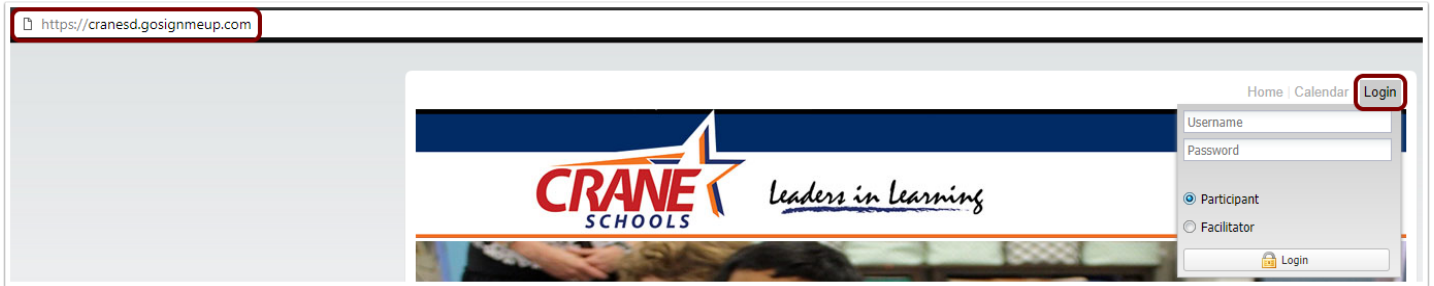 https://cranesd.gosignmeup.com
Home | Calendar Login
Username
Password
CRANE
SCHOOLS
Leaders in Learning
Participant
Facilitator
Login